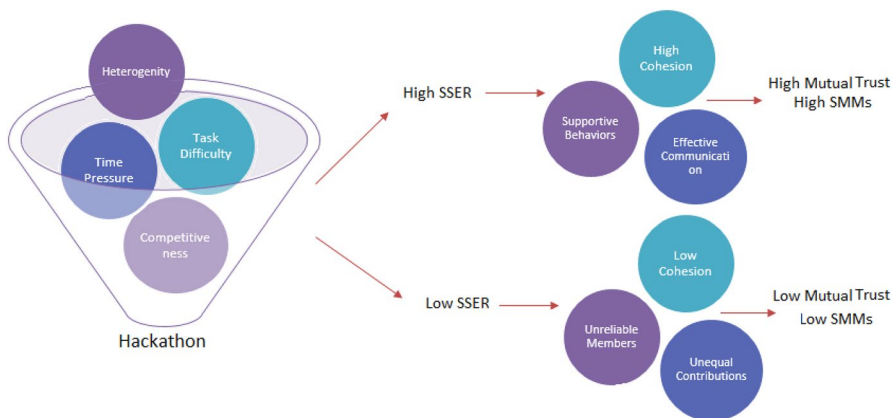 Heterogenity
Task
Difficulty
Time
Pressure
Competitive
ness
Hackathon
High SSER
High
Cohesion
Supportive
Behaviors
Effective
Communicati
on
High Mutual Trust
High SMMs
Low SSER
Low
Cohesion
Unreliable
Members
Unequal
Contributions
Low Mutual Trust
Low SMMs